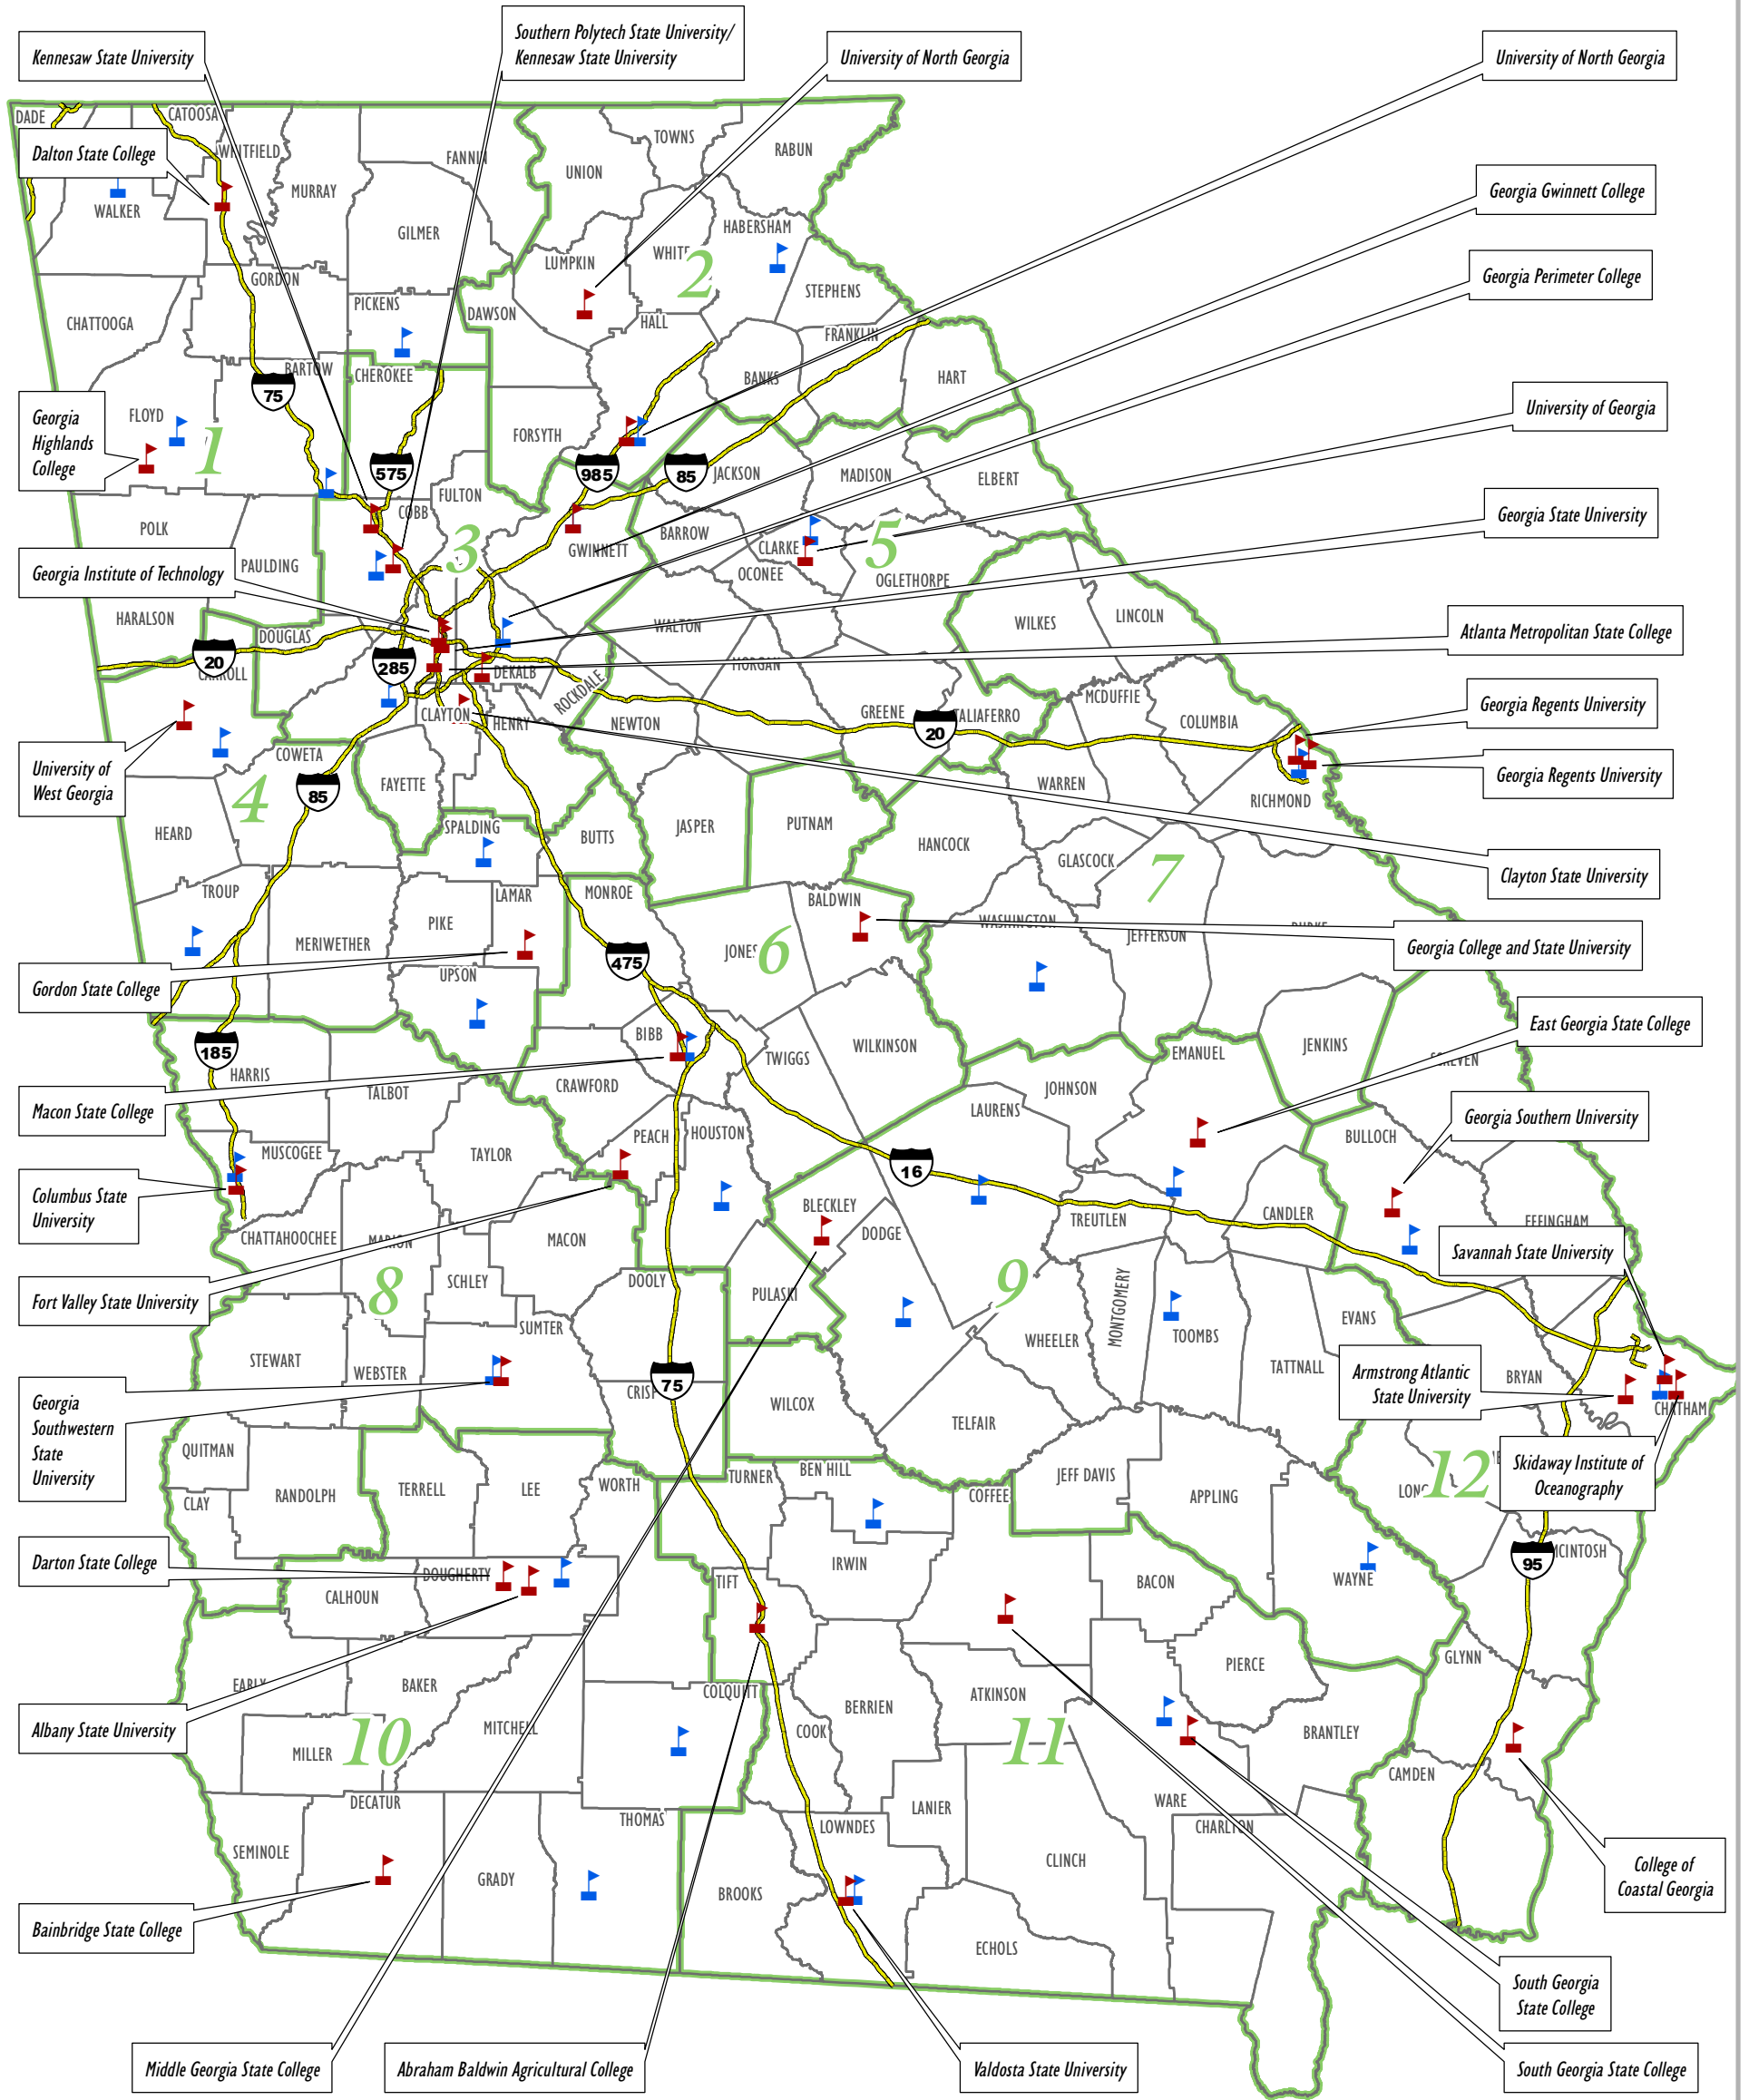 Kennesaw State University
Southern Polytech State University/
Kennesaw State University
University of North Georgia
University of North Georgia
DADE
CATOOSA
Dalton State College
WHITFIELD
MURRAY
FANNIN
UNION
TOWNS
RABUN
WALKER
GILMER
LUMPKIN
WHITE
2
HABERSHAM
Georgia Gwinnett College
GORDON
PICKENS
DAWSON
HALL
STEPHENS
Georgia Perimeter College
CHATTOOGA
FRANKLIN
BARTOW
CHEROKEE
BANKS
HART
75
Georgia
Highlands
College
FLOYD
1
FORSYTH
University of Georgia
575
985
85
JACKSON
MADISON
ELBERT
FULTON
COBB
Georgia State University
POLK
3
GWINNETT
BARROW
CLARKE
5
Georgia Institute of Technology
PAULDING
OCONEE
OGLETHORPE
HARALSON
DOUGLAS
WALTON
WILKES
LINCOLN
Atlanta Metropolitan State College
20
CARROLL
285
DEKALB
ROCKDALE
MORGAN
MCDUFFIE
Georgia Regents University
CLAYTON
HENRY
NEWTON
GREENE
20
TALIAFERRO
COLUMBIA
University of
West Georgia
COWETA
Georgia Regents University
4
85
FAYETTE
WARREN
RICHMOND
HEARD
SPALDING
BUTTS
JASPER
PUTNAM
HANCOCK
GLASCOCK
7
Clayton State University
TROUP
PIKE
LAMAR
MONROE
BALDWIN
WASHINGTON
JEFFERSON
BURKE
MERIWETHER
475
JONES
6
Georgia College and State University
Gordon State College
UPSON
185
BIBB
TWIGGS
WILKINSON
EMANUEL
JENKINS
SCREVEN
East Georgia State College
HARRIS
TALBOT
CRAWFORD
LAURENS
JOHNSON
Macon State College
PEACH
HOUSTON
Georgia Southern University
BULLOCH
MUSCOGEE
TAYLOR
16
Columbus State
University
BLECKLEY
DODGE
TREUTLEN
CANDLER
EFFINGHAM
CHATTAHOOCHEE
MARION
MACON
Savannah State University
Fort Valley State University
8
SCHLEY
DOOLY
PULASKI
9
MONTGOMERY
SUMTER
EVANS
STEWART
WEBSTER
WHEELER
TOOMBS
TATTNALL
Armstrong Atlantic
State University
BRYAN
75
CRISP
WILCOX
TELFAIR
CHATHAM
Georgia
Southwestern
State
University
QUITMAN
CLAY
RANDOLPH
TERRELL
LEE
WORTH
TURNER
BEN HILL
COFFEE
JEFF DAVIS
APPLING
LONG
12
Skidaway Institute of
Oceanography
Darton State College
DOUGHERTY
CALHOUN
TIFT
IRWIN
BACON
WAYNE
95
MCINTOSH
EARLY
BAKER
COLQUITT
BERRIEN
ATKINSON
PIERCE
GLYNN
Albany State University
MILLER
10
MITCHELL
COOK
11
BRANTLEY
DECATUR
THOMAS
LANIER
WARE
CAMDEN
SEMINOLE
GRADY
BROOKS
LOWNDES
CLINCH
CHARLTON
College of
Coastal Georgia
Bainbridge State College
ECHOLS
South Georgia
State College
Middle Georgia State College
Abraham Baldwin Agricultural College
Valdosta State University
South Georgia State College